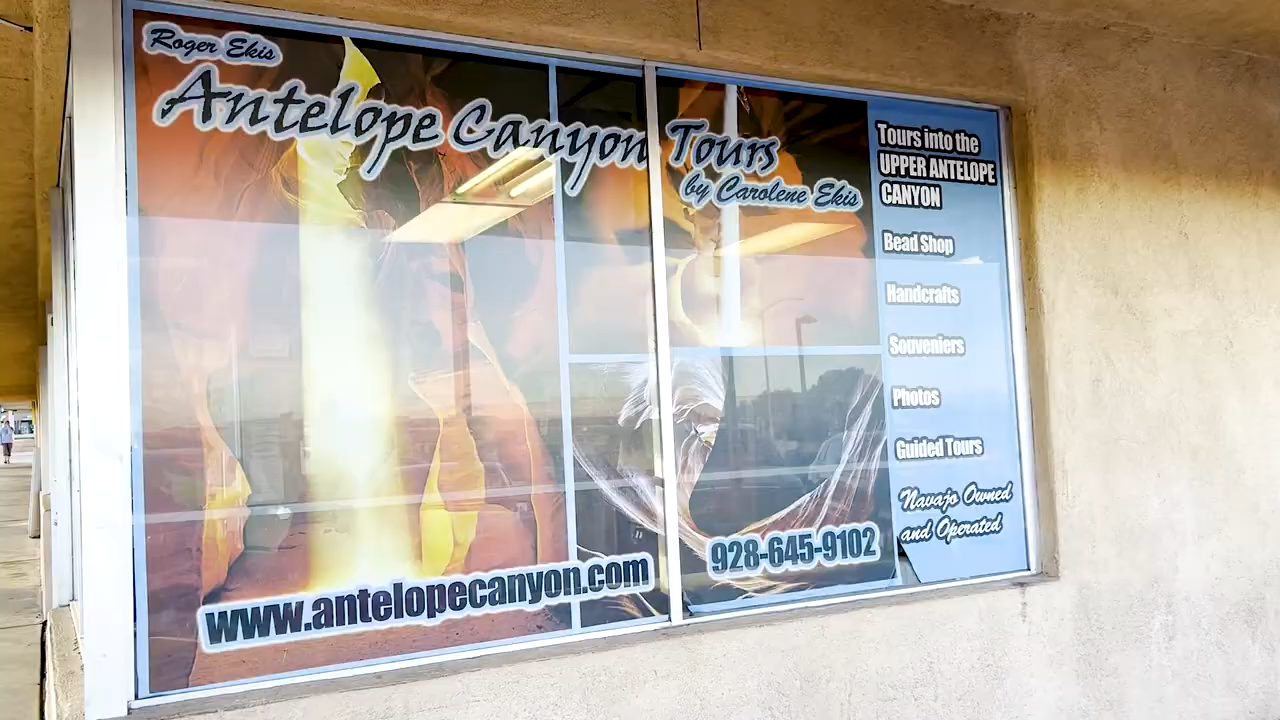 Roger Ekis
Antelope Canyon Tours
by Carolene Ekis
Tours into the
UPPER ANTELOPE
CANYON
Bead Shop
Handcrafts
Souveniers
Photos
Guided Tours
Navajo Owned
and Operated
928-645-9102
www.antelopecanyon.com